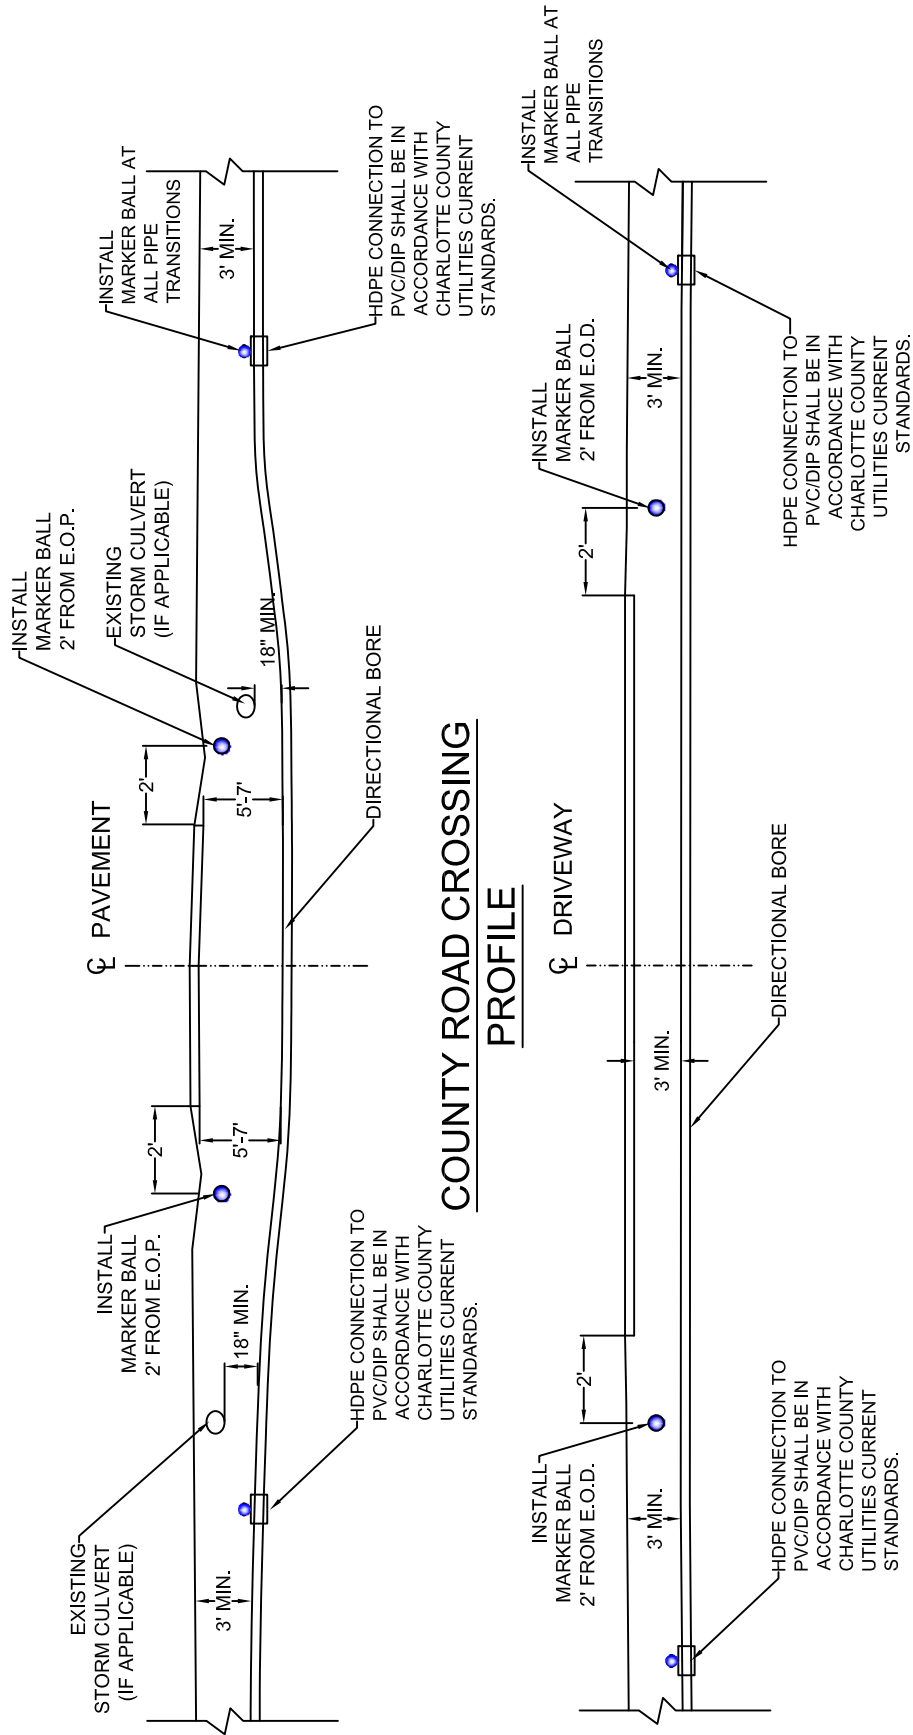 EXISTING
STORM CULVERT
(IF APPLICABLE)
INSTALL
MARKER BALL
2' FROM E.O.P.
℄ PAVEMENT
INSTALL
MARKER BALL
2' FROM E.O.P.
EXISTING
STORM CULVERT
(IF APPLICABLE)
INSTALL
MARKER BALL AT
ALL PIPE
TRANSITIONS
3' MIN.
18" MIN.
2'
5'-7'
2'
5'-7'
18" MIN.
3' MIN.
HDPE CONNECTION TO
PVC/DIP SHALL BE IN
ACCORDANCE WITH
CHARLOTTE COUNTY
UTILITIES CURRENT
STANDARDS.
DIRECTIONAL BORE
HDPE CONNECTION TO
PVC/DIP SHALL BE IN
ACCORDANCE WITH
CHARLOTTE COUNTY
UTILITIES CURRENT
STANDARDS.
COUNTY ROAD CROSSING
PROFILE
INSTALL
MARKER BALL
2' FROM E.O.D.
℄ DRIVEWAY
INSTALL
MARKER BALL
2' FROM E.O.D.
INSTALL
MARKER BALL AT
ALL PIPE
TRANSITIONS
3' MIN.
2'
3' MIN.
2'
3' MIN.
HDPE CONNECTION TO
PVC/DIP SHALL BE IN
ACCORDANCE WITH
CHARLOTTE COUNTY
UTILITIES CURRENT
STANDARDS.
DIRECTIONAL BORE
HDPE CONNECTION TO
PVC/DIP SHALL BE IN
ACCORDANCE WITH
CHARLOTTE COUNTY
UTILITIES CURRENT
STANDARDS.